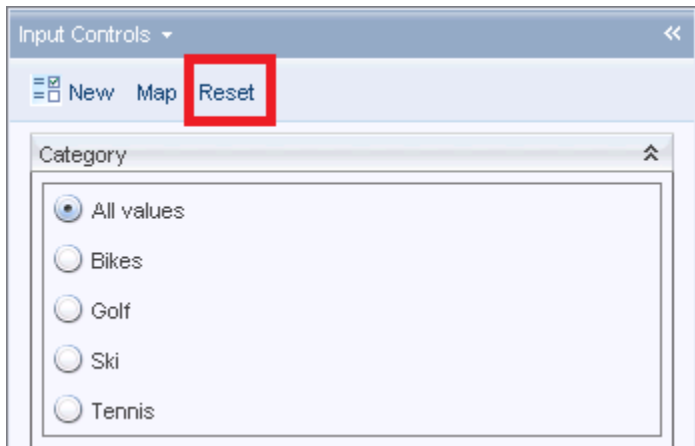 Input Controls
New Map Reset
Category
All values
Bikes
Golf
Ski
Tennis